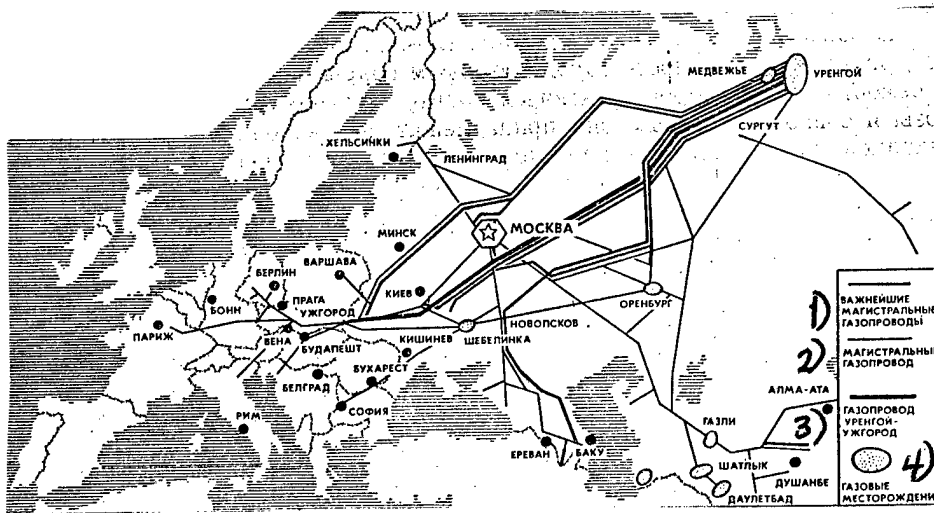 МЕДВЕЖЬЕ
УРЕНГОЙ
СУРГУТ
ХЕЛЬСИНКИ
ЛЕНИНГРАД
МОСКВА
МИНСК
ВАРШАВА
БЕРЛИН
КИЕВ
ПРАГА
УЖГОРОД
БОНН
ОРЕНБУРГ
ПАРИЖ
ВЕНА
БУДАПЕШТ
КИШИНЕВ
ШЕБЕЛИНКА
НОВОПСКОВ
БЕЛГРАД
БУХАРЕСТ
СОФИЯ
РИМ
ЕРЕВАН
БАКУ
ГАЗЛИ
ШАТЛЫК
ДАУЛЕТБАД
АЛМА-АТА
ДУШАНБЕ
1) ВАЖНЕЙШИЕ
МАГИСТРАЛЬНЫ
ГАЗОПРОВОДЫ
2) МАГИСТРАЛЬНЫ
ГАЗОПРОВОД
3) ГАЗОПРОВОД
УРЕНГОЙ-
УЖГОРОД
4)
ГАЗОВЫЕ
МЕСТОРОЖДЕНИ